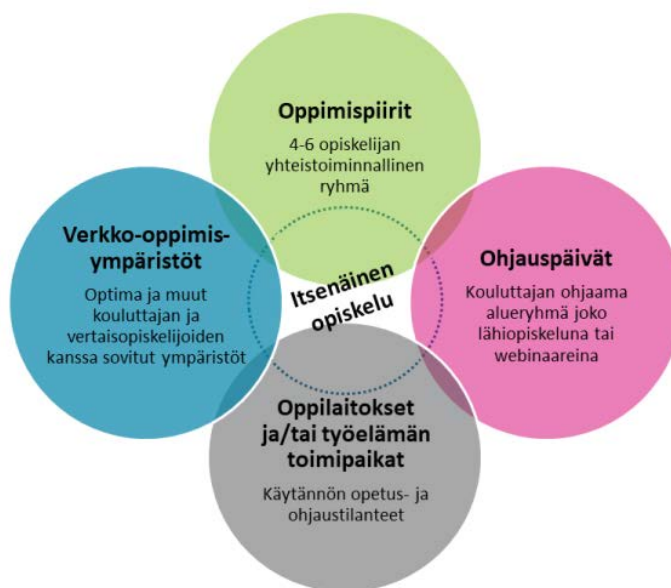 Oppimispiirit
4-6 opiskelijan
yhteistoiminnallinen
ryhmä
Verkko-oppimis-
ympäristöt
Optima ja muut
kouluttajan ja
vertaisopiskelijoiden
kanssa sovitut ympäristöt
Itsenäinen
opiskelu
Ohjauspäivät
Kouluttajan ohjaama
alueryhmä joko
lähiopiskeluna tai
webinaareina
Oppilaitokset
ja/tai työelämän
toimipaikat
Käytännön opetus- ja
ohjaustilanteet